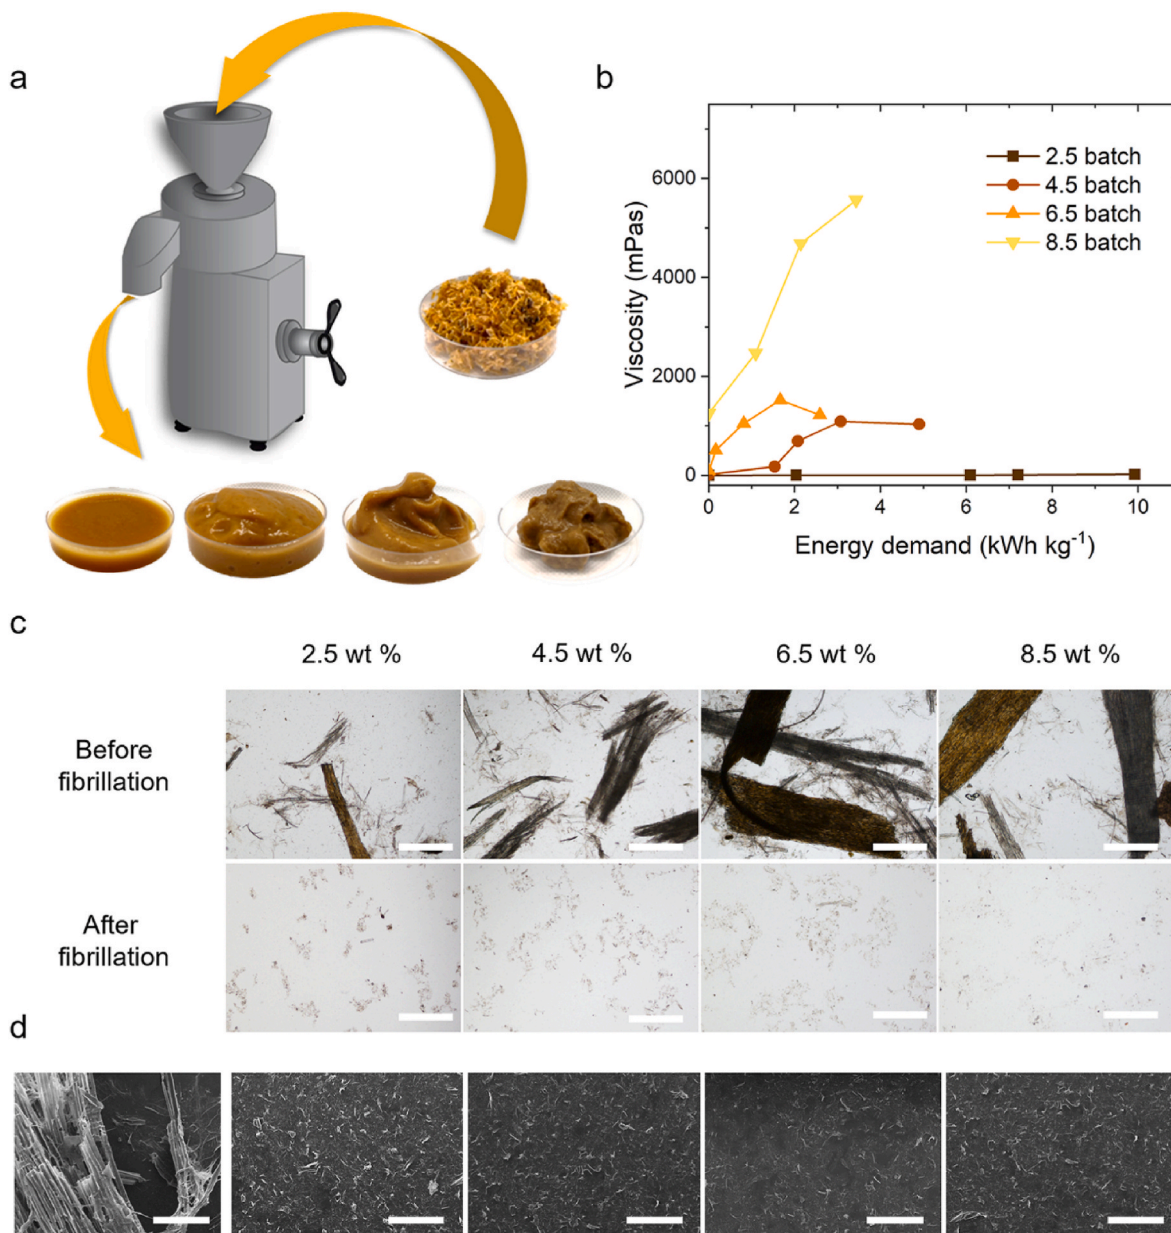 a
b
6000
4000
2000
0
Viscosity (mPas)
2.5 batch
4.5 batch
6.5 batch
8.5 batch
0 2 4 6 8 10
Energy demand (kWh kg⁻¹)
c
2.5 wt % 4.5 wt % 6.5 wt % 8.5 wt %
Before
fibrillation
After
fibrillation
d